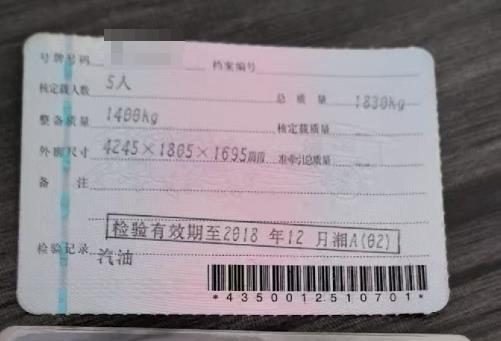 号牌号码 档案编号
核定载人数 5人 总质量 1830kg
整备质量 1400kg 核定载质量
外廓尺寸 4245×1805×1695mm 准牵引总质量
备注
检验有效期至2018 年12 月湘A(02)
检验记录 汽油
*4350012510701*